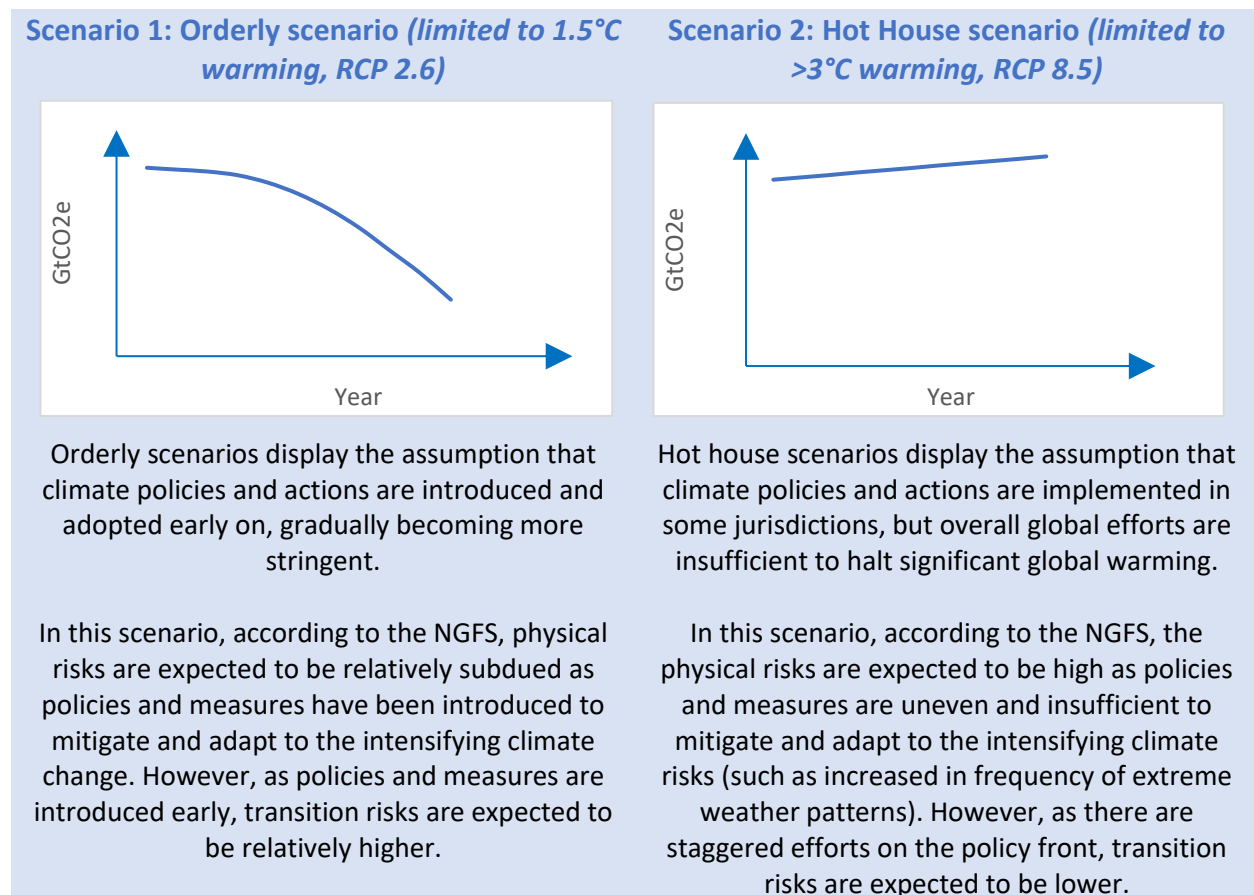 Scenario 1: Orderly scenario (limited to 1.5°C
warming, RCP 2.6)
GtCO2e
Year
Orderly scenarios display the assumption that
climate policies and actions are introduced and
adopted early on, gradually becoming more
stringent.
In this scenario, according to the NGFS, physical
risks are expected to be relatively subdued as
policies and measures have been introduced to
mitigate and adapt to the intensifying climate
change. However, as policies and measures are
introduced early, transition risks are expected to
be relatively higher.
Scenario 2: Hot House scenario (limited to
>3°C warming, RCP 8.5)
GtCO2e
Year
Hot house scenarios display the assumption that
climate policies and actions are implemented in
some jurisdictions, but overall global efforts are
insufficient to halt significant global warming.
In this scenario, according to the NGFS, the
physical risks are expected to be high as policies
and measures are uneven and insufficient to
mitigate and adapt to the intensifying climate
risks (such as increased in frequency of extreme
weather patterns). However, as there are
staggered efforts on the policy front, transition
risks are expected to be lower.